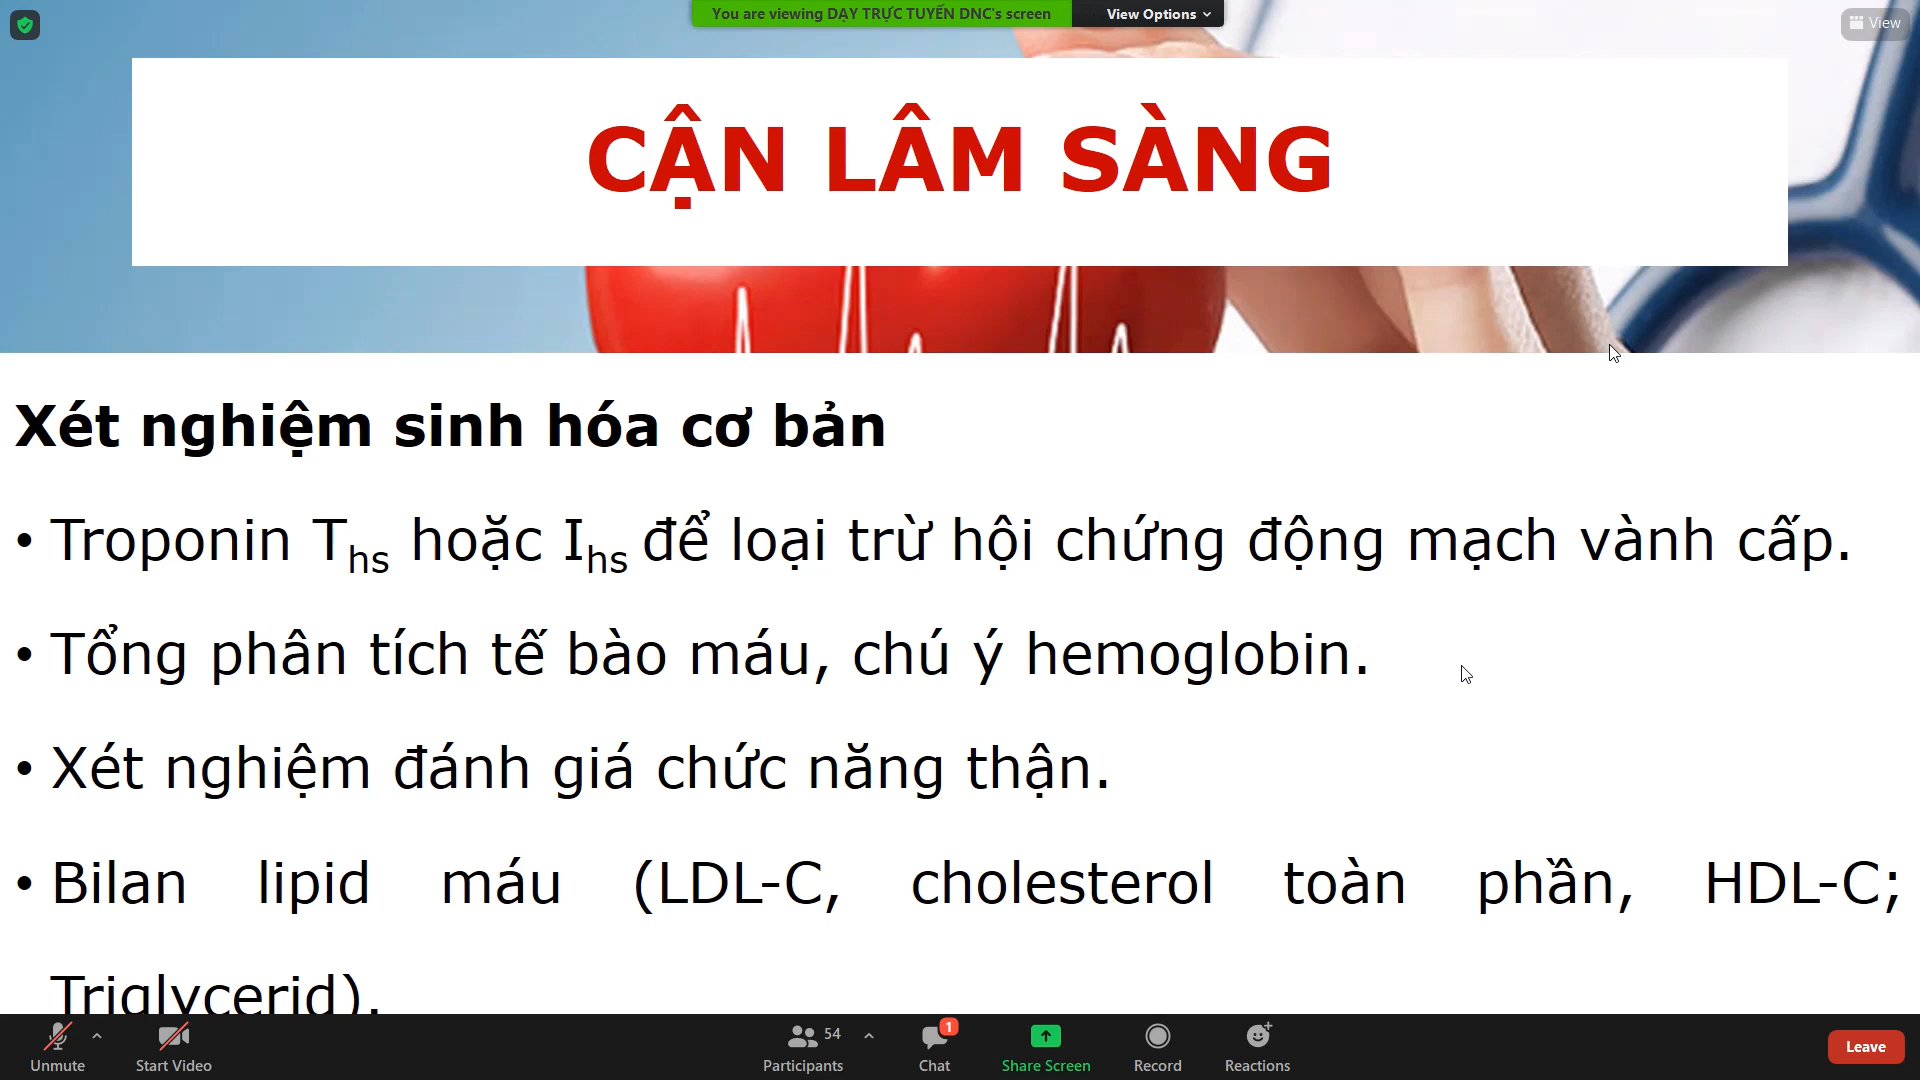 You are viewing DẠY TRỰC TUYẾN DNC's screen
View Options
View
CẬN LÂM SÀNG
Xét nghiệm sinh hóa cơ bản
• Troponin Ths hoặc Ihs để loại trừ hội chứng động mạch vành cấp.
• Tổng phân tích tế bào máu, chú ý hemoglobin.
• Xét nghiệm đánh giá chức năng thận.
• Bilan lipid máu (LDL-C, cholesterol toàn phần, HDL-C;
Triglycerid).
Unmute
Start Video
54
Participants
1
Chat
Share Screen
Record
Reactions
Leave